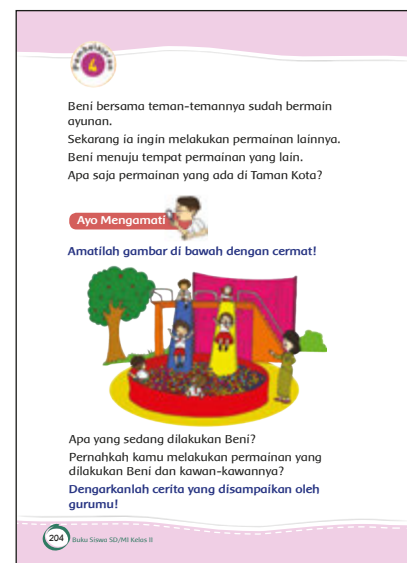 Pembelajaran
4
Beni bersama teman-temannya sudah bermain
ayunan.
Sekarang ia ingin melakukan permainan lainnya.
Beni menuju tempat permainan yang lain.
Apa saja permainan yang ada di Taman Kota?
Ayo Mengamati
Amatilah gambar di bawah dengan cermat!
Apa yang sedang dilakukan Beni?
Pernahkah kamu melakukan permainan yang
dilakukan Beni dan kawan-kawannya?
Dengarkanlah cerita yang disampaikan oleh
gurumu!
204 Buku Siswa SD/MI Kelas II